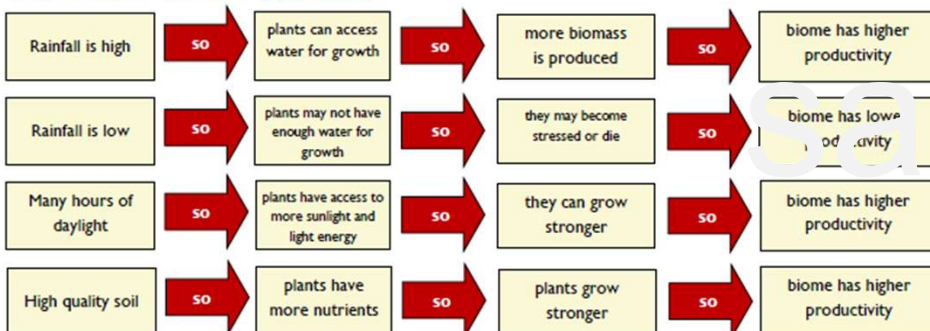 Rainfall is high
so
plants can access
water for growth
so
more biomass
is produced
so
biome has higher
productivity
Rainfall is low
so
plants may not have
enough water for
growth
so
they may become
stressed or die
so
biome has lowe
productivity
sa
Many hours of
daylight
so
plants have access to
more sunlight and
light energy
so
they can grow
stronger
so
biome has higher
productivity
High quality soil
so
plants have
more nutrients
so
plants grow
stronger
so
biome has higher
productivity